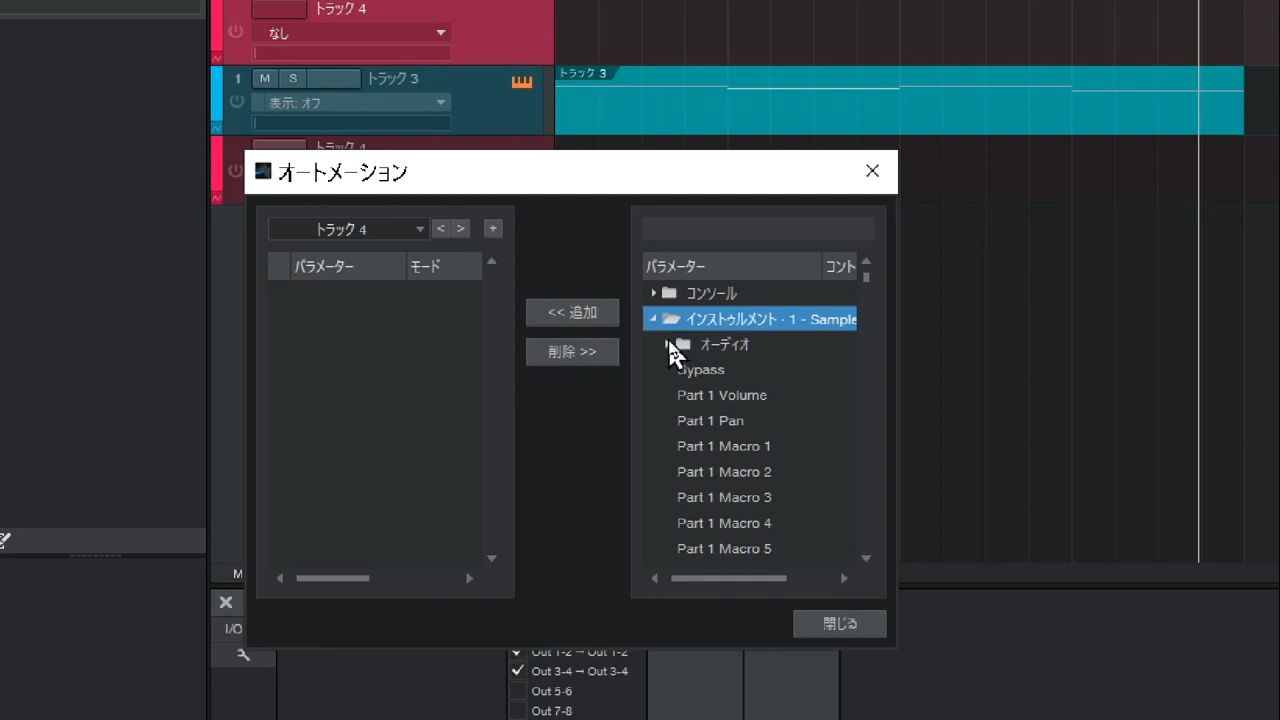 トラック 4
なし
1 M S トラック 3
表示: オフ
トラック 3
トラック 4
オートメーション
トラック 4 < > +
パラメーター モード
<< 追加
削除 >>
パラメーター コント
コンソール
インストゥルメント - 1 - Sample
オーディオ
Bypass
Part 1 Volume
Part 1 Pan
Part 1 Macro 1
Part 1 Macro 2
Part 1 Macro 3
Part 1 Macro 4
Part 1 Macro 5
閉じる
M
I/O
Out 1-2 → Out 1-2
Out 3-4 → Out 3-4
Out 5-6
Out 7-8